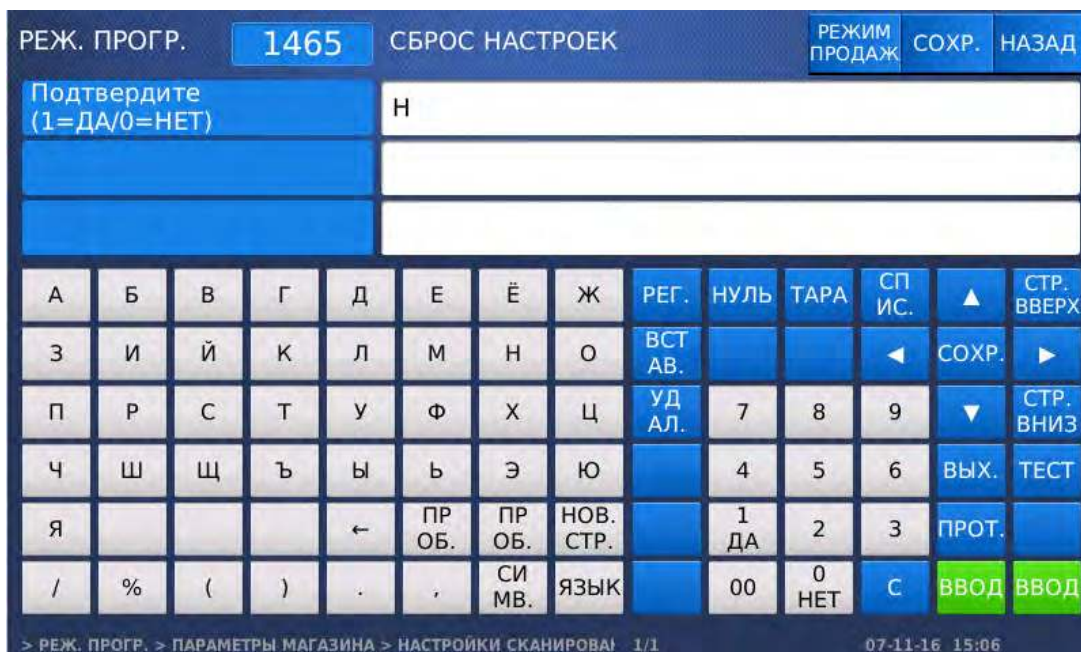 РЕЖ. ПРОГР. 1465 СБРОС НАСТРОЕК РЕЖИМ ПРОДАЖ СОХР. НАЗАД
Подтвердите
(1=ДА/0=НЕТ)
Н
А Б В Г Д Е Ё Ж РЕГ. НУЛЬ ТАРА СП ИС. ▲ СТР. ВВЕРХ
З И Й К Л М Н О ВСТ АВ. ◀ СОХР. ▶
П Р С Т У Ф Х Ц УД АЛ. 7 8 9 ▼ СТР. ВНИЗ
Ч Ш Щ Ъ Ы Ь Э Ю 4 5 6 ВЫХ. ТЕСТ
Я ← ПР ОБ. ПР ОБ. НОВ. СТР. 1 ДА 2 3 ПРОТ.
/ % ( ) . , СИ МВ. ЯЗЫК 00 0 НЕТ C ВВОД ВВОД
> РЕЖ. ПРОГР. > ПАРАМЕТРЫ МАГАЗИНА > НАСТРОЙКИ СКАНИРОВАН 1/1 07-11-16 15:06